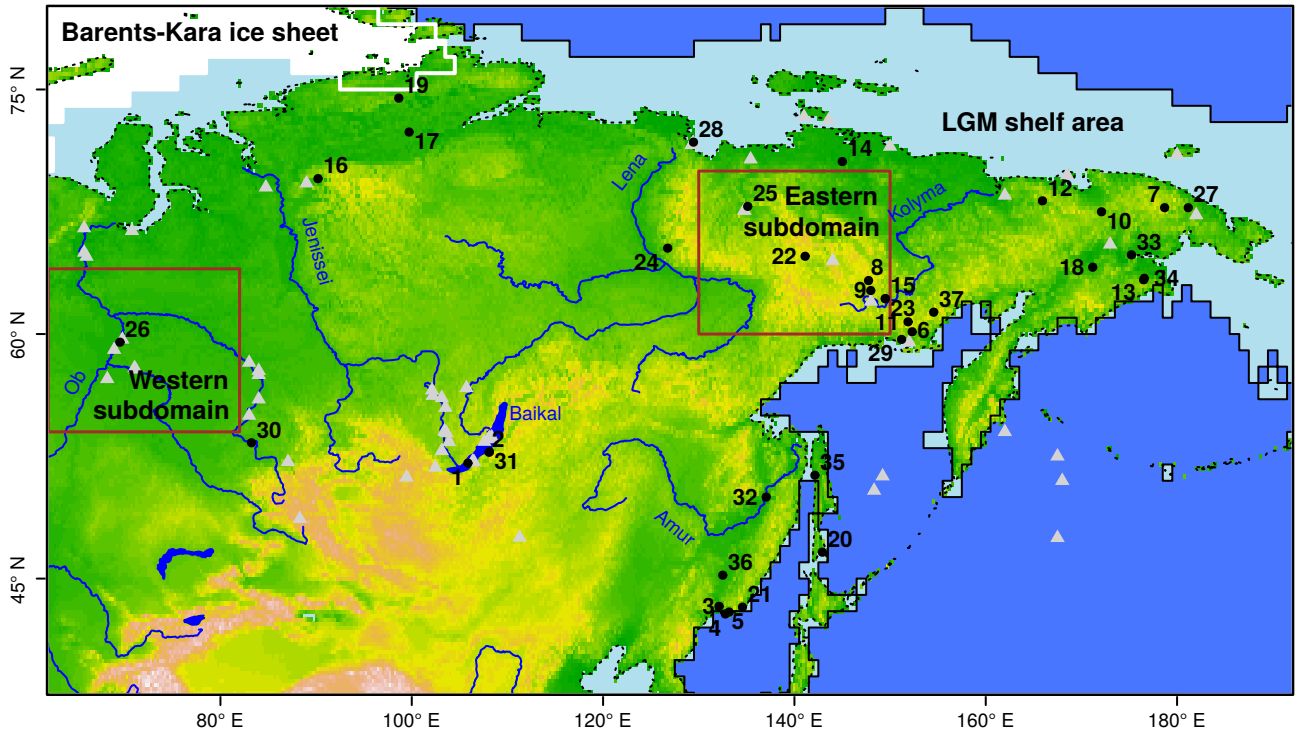 Barents-Kara ice sheet
75° N
19
LGM shelf area
17
28
14
16
Lena
Kolyma
25
Eastern
subdomain
12
7
27
10
Jenissei
24
22
33
18
8
9
15
34
13
26
11
23
37
6
60° N
29
Ob
Western
subdomain
Baikal
30
2
1
31
35
32
Amur
20
36
45° N
3
4
5
21
80° E
100° E
120° E
140° E
160° E
180° E